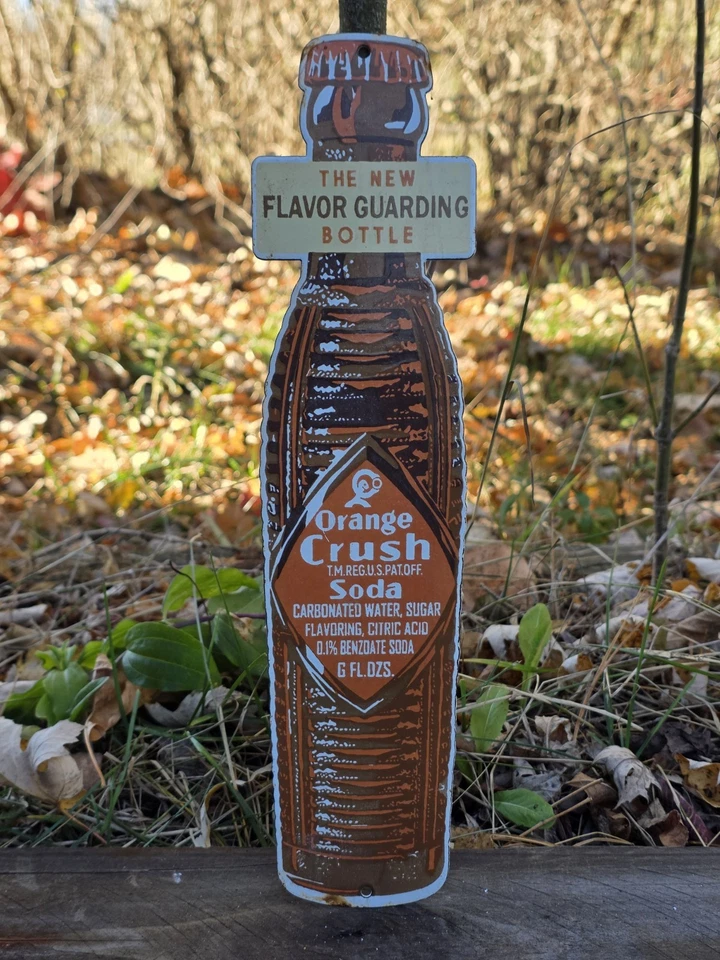 THE NEW
FLAVOR GUARDING
BOTTLE
Orange
Crush
T.M.REG.U.S.PAT.OFF.
Soda
CARBONATED WATER, SUGAR
FLAVORING, CITRIC ACID
0.1% BENZOATE SODA
6 FL.OZS.